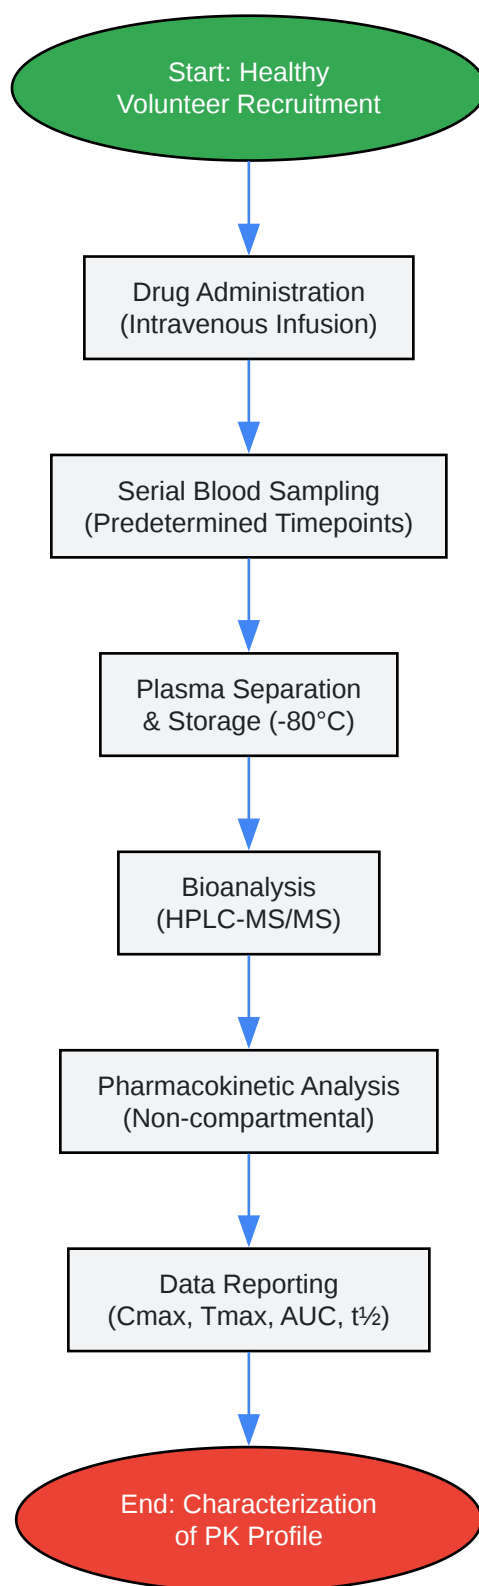 Start: Healthy
Volunteer Recruitment
Drug Administration
(Intravenous Infusion)
Serial Blood Sampling
(Predetermined Timepoints)
Plasma Separation
& Storage (-80°C)
Bioanalysis
(HPLC-MS/MS)
Pharmacokinetic Analysis
(Non-compartmental)
Data Reporting
(Cmax, Tmax, AUC, t½)
End: Characterization
of PK Profile